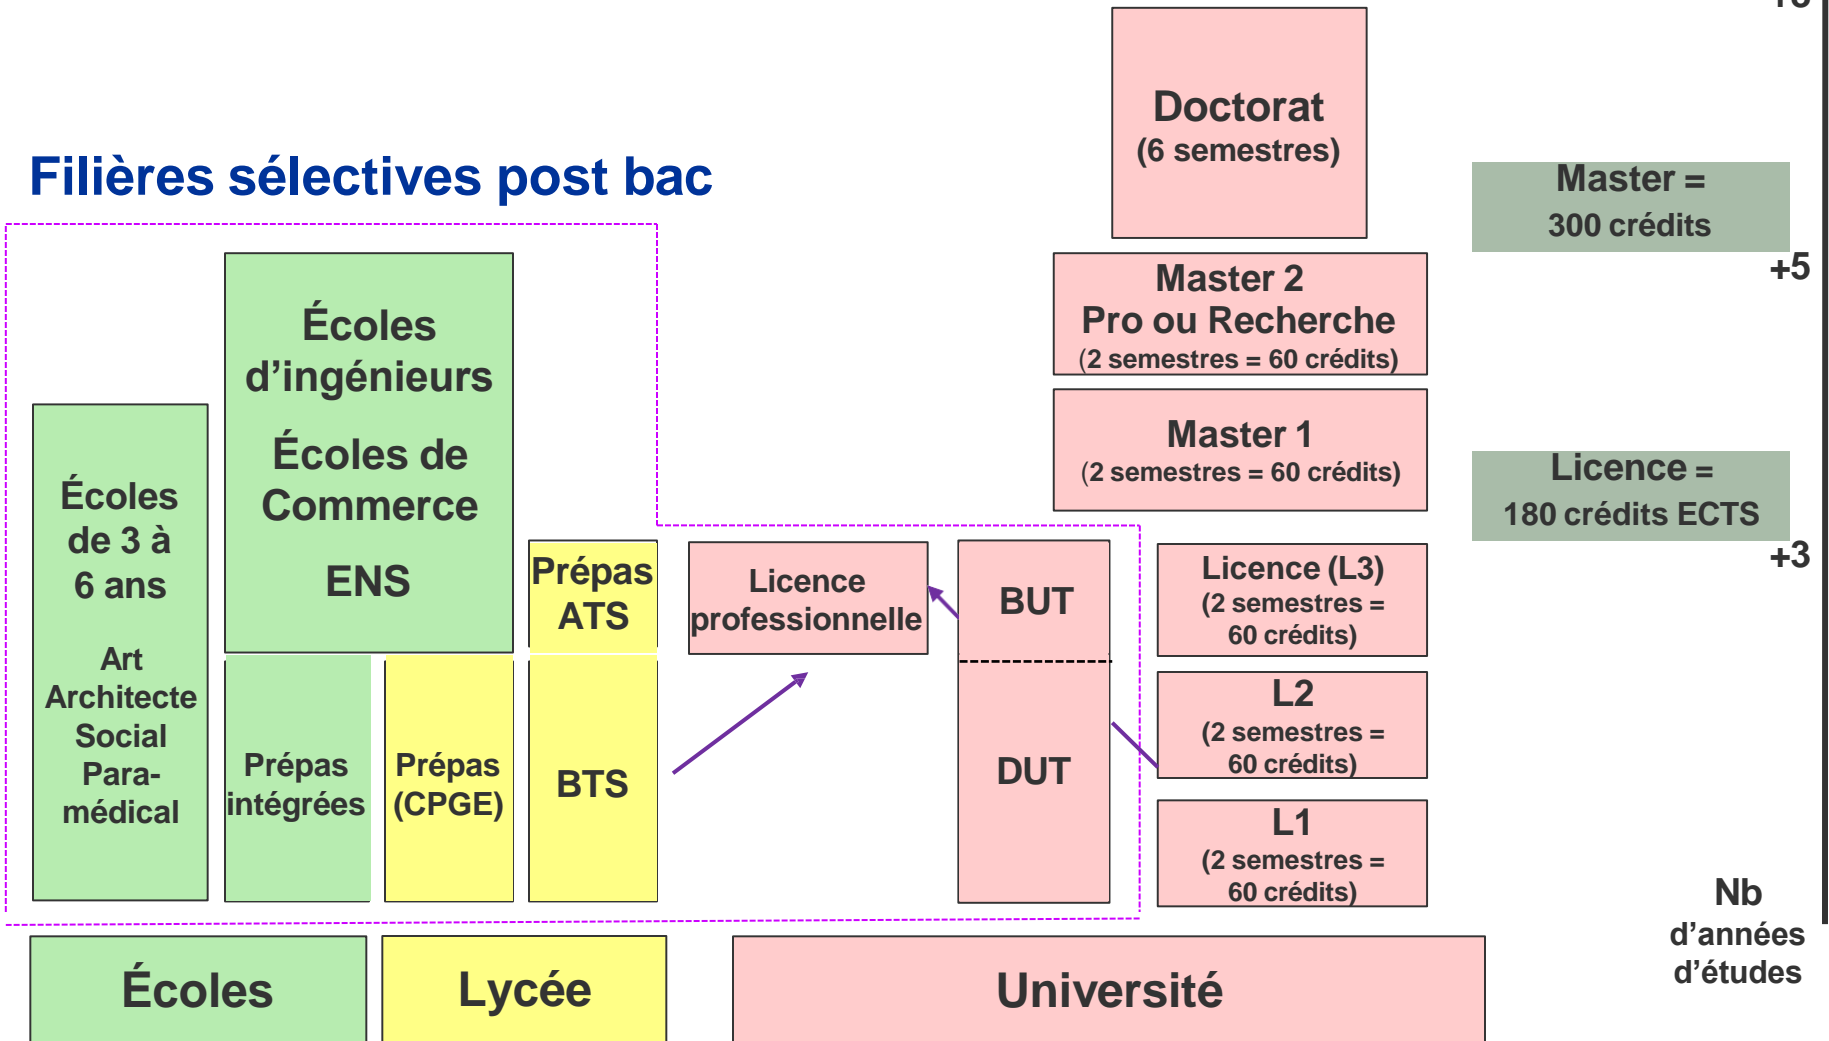 Filières sélectives post bac
Doctorat
(6 semestres)
Master =
300 crédits
+5
Master 2
Pro ou Recherche
(2 semestres = 60 crédits)
Master 1
(2 semestres = 60 crédits)
Licence =
180 crédits ECTS
+3
Écoles
de 3 à
6 ans
Art
Architecte
Social
Para-
médical
Écoles
d’ingénieurs
Écoles de
Commerce
ENS
Prépas
intégrées
Prépas
(CPGE)
Prépas
ATS
BTS
Licence
professionnelle
BUT
DUT
Licence (L3)
(2 semestres =
60 crédits)
L2
(2 semestres =
60 crédits)
L1
(2 semestres =
60 crédits)
Nb
d’années
d’études
Écoles
Lycée
Université